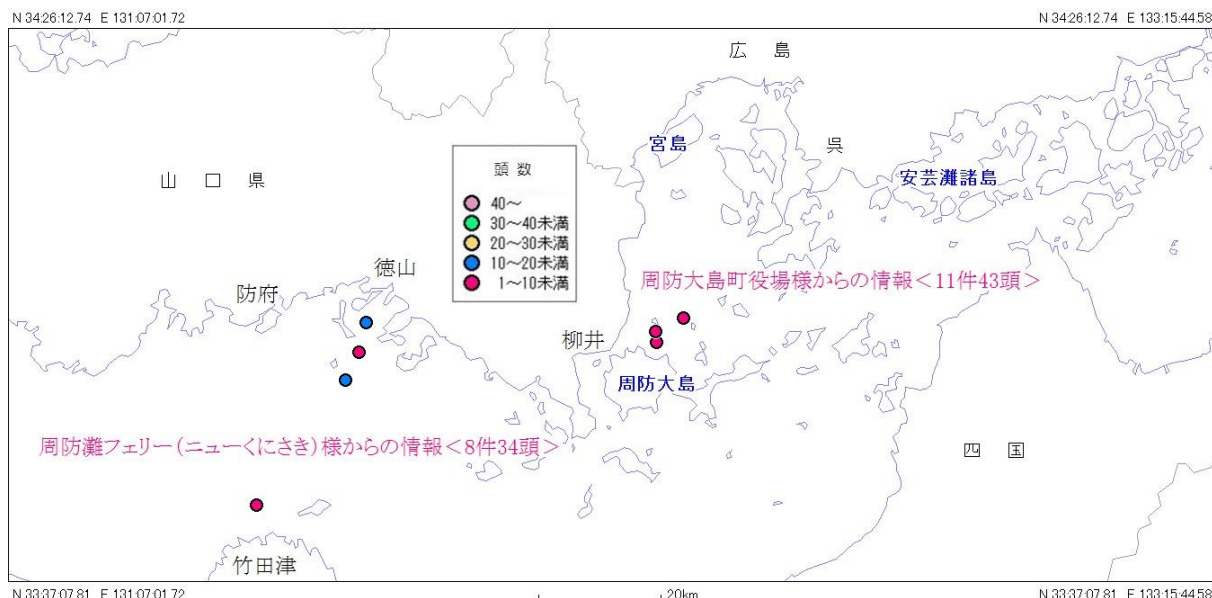 N 34:26:12.74 E 131:07:01.72
N 34:26:12.74 E 133:15:44.58
広 島
宮島
呉
頭 数
山 口 県
安芸灘諸島
40～
30～40未満
20～30未満
10～20未満
1～10未満
徳山
周防大島町役場様からの情報＜11件43頭＞
防府
柳井
周防大島
周防灘フェリー(ニューくにさき)様からの情報＜8件34頭＞
四 国
竹田津
N 33:37:07.81 E 131:07:01.72
20km
N 33:37:07.81 E 133:15:44.58